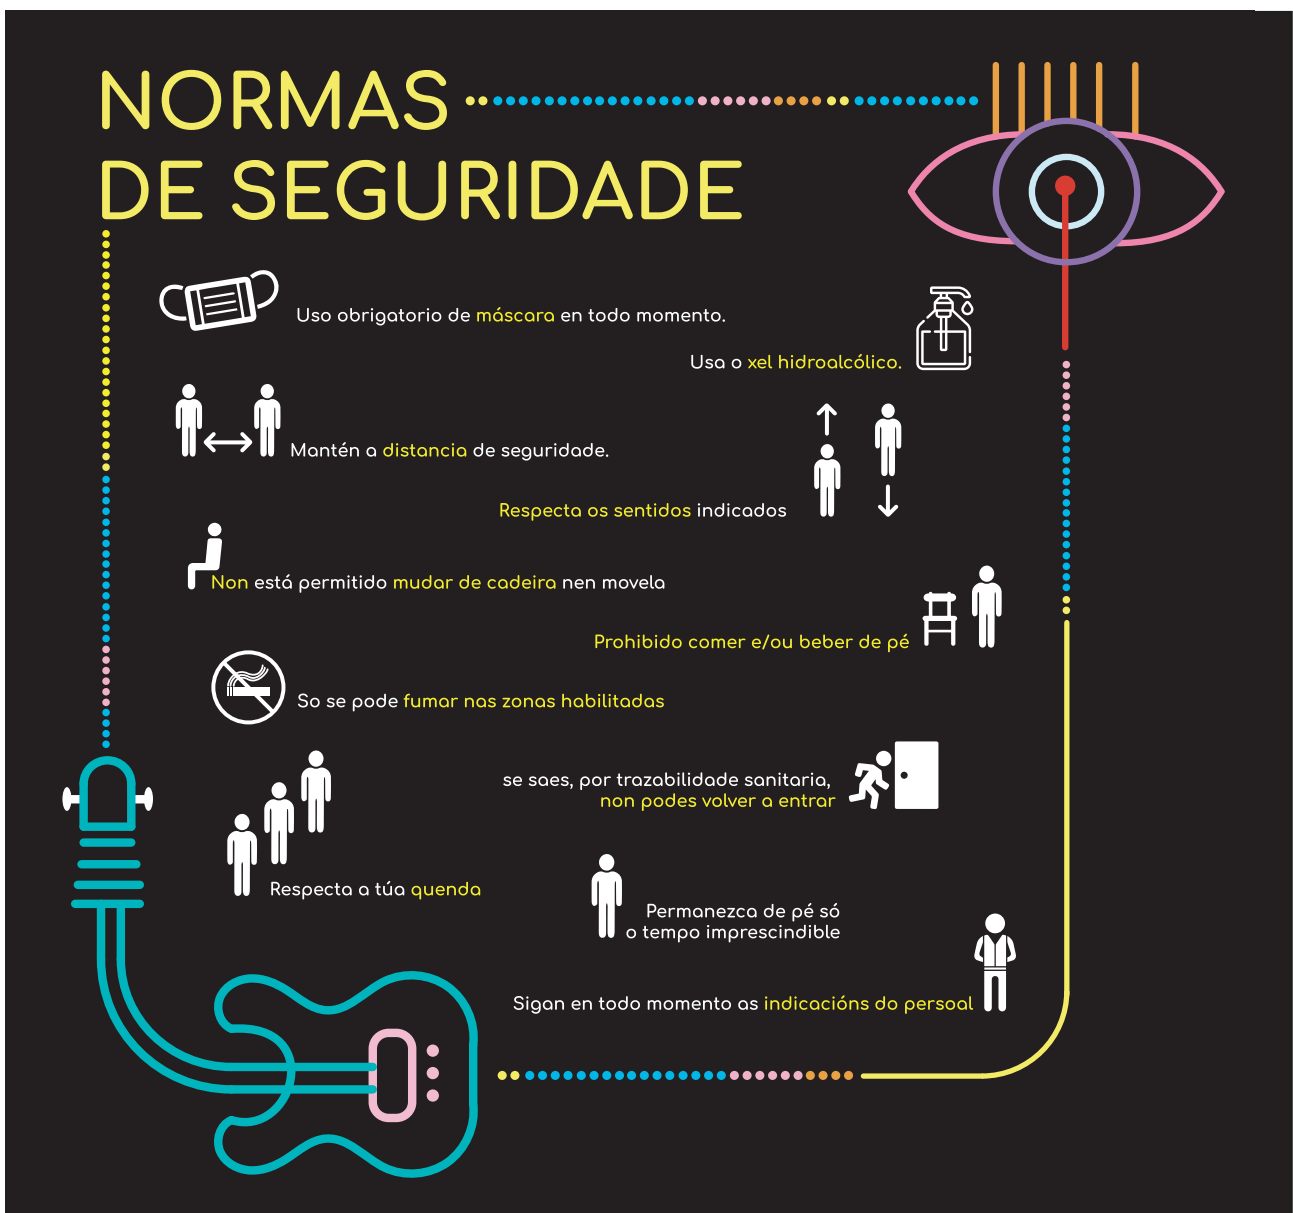 NORMAS
DE SEGURIDADE
Uso obrigatorio de máscara en todo momento.
Usa o xel hidroalcólico.
Mantén a distancia de seguridade.
Respecta os sentidos indicados
Non está permitido mudar de cadeira nen movela
Prohibido comer e/ou beber de pé
So se pode fumar nas zonas habilitadas
se saes, por trazabilidade sanitaria,
non podes volver a entrar
Respecta a túa quenda
Permanezca de pé só
o tempo imprescindible
Sigan en todo momento as indicacións do persoal